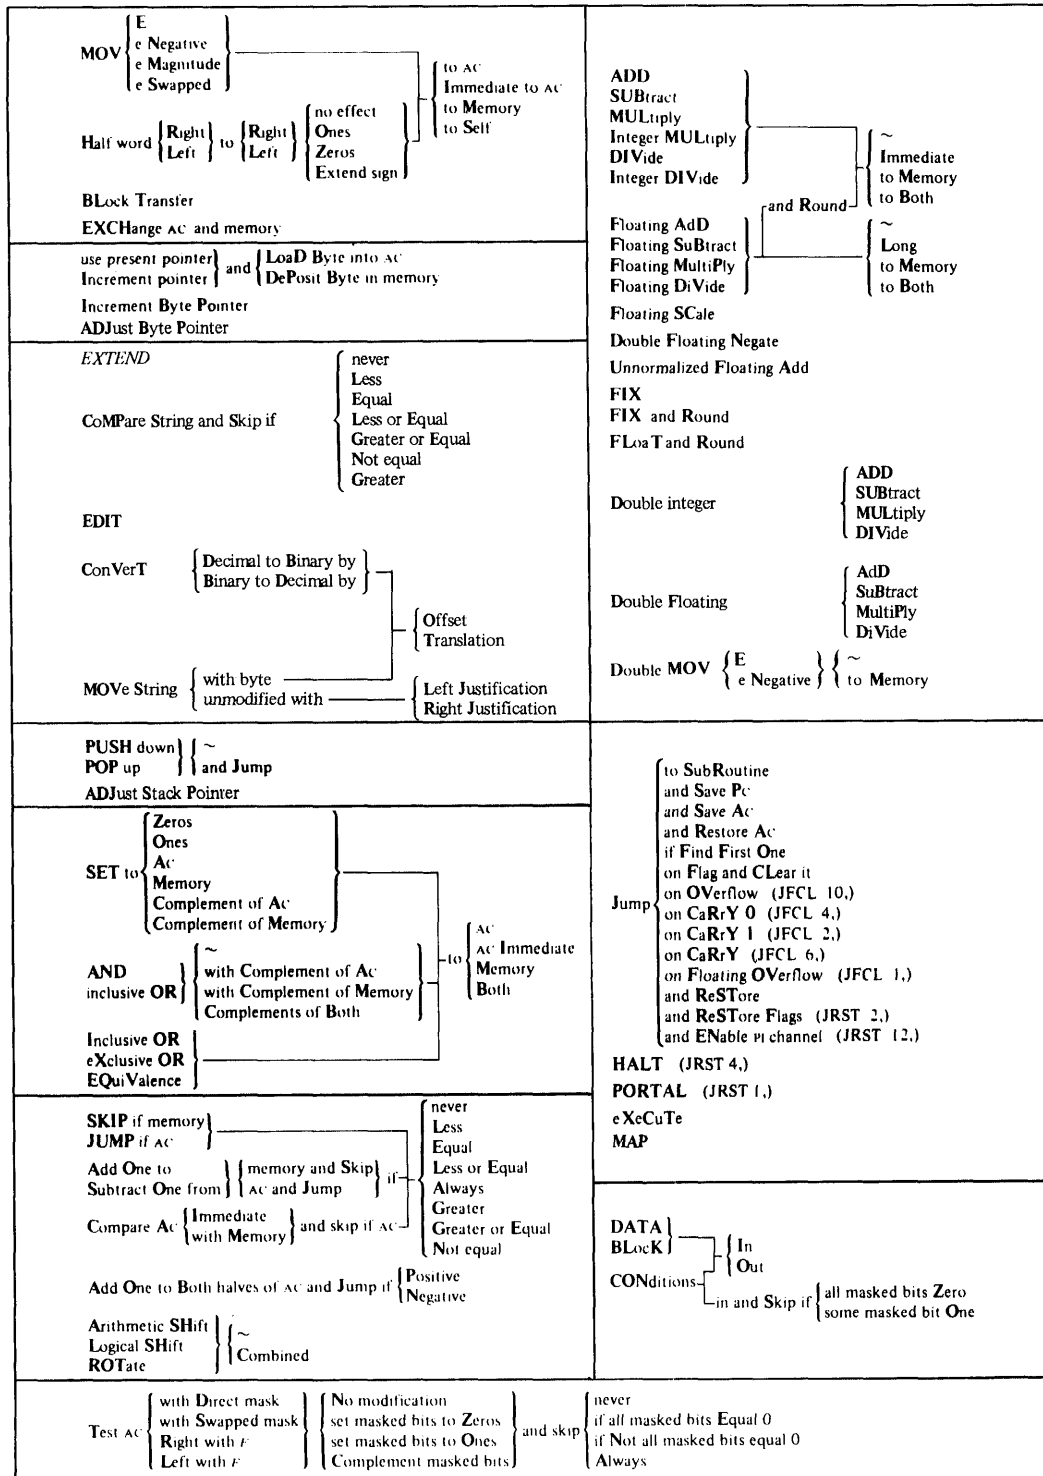 MOV
E
e Negative
e Magnitude
e Swapped
Half word
Right
Left
to
Right
Left
no effect
Ones
Zeros
Extend sign
to AC
Immediate to AC
to Memory
to Self
BLock Transfer
EXCHange AC and memory
use present pointer
Increment pointer
and
LoaD Byte into AC
DePosit Byte in memory
Increment Byte Pointer
ADJust Byte Pointer
EXTEND
CoMPare String and Skip if
never
Less
Equal
Less or Equal
Greater or Equal
Not equal
Greater
EDIT
ConVerT
Decimal to Binary by
Binary to Decimal by
Offset
Translation
MOVe String
with byte
unmodified with
Left Justification
Right Justification
PUSH down
POP up
~
and Jump
ADJust Stack Pointer
SET to
Zeros
Ones
Ac
Memory
Complement of Ac
Complement of Memory
AND
inclusive OR
~
with Complement of Ac
with Complement of Memory
Complements of Both
Inclusive OR
eXclusive OR
EQuiValence
to
AC
AC Immediate
Memory
Both
SKIP if memory
JUMP if AC
Add One to
Subtract One from
memory and Skip
AC and Jump
if
Compare Ac
Immediate
with Memory
and skip if AC
never
Less
Equal
Less or Equal
Always
Greater
Greater or Equal
Not equal
Add One to Both halves of AC and Jump if
Positive
Negative
Arithmetic SHift
Logical SHift
ROTate
~
Combined
ADD
SUBtract
MULtiply
Integer MULtiply
DIVide
Integer DIVide
and Round
~
Immediate
to Memory
to Both
Floating AdD
Floating SuBtract
Floating MultiPly
Floating DiVide
~
Long
to Memory
to Both
Floating SCale
Double Floating Negate
Unnormalized Floating Add
FIX
FIX and Round
FLoaT and Round
Double integer
ADD
SUBtract
MULtiply
DIVide
Double Floating
AdD
SuBtract
MultiPly
DiVide
Double MOV
E
e Negative
~
to Memory
Jump
to SubRoutine
and Save Pc
and Save Ac
and Restore Ac
if Find First One
on Flag and CLear it
on OVerflow (JFCL 10,)
on CaRrY 0 (JFCL 4,)
on CaRrY 1 (JFCL 2,)
on CaRrY (JFCL 6,)
on Floating OVerflow (JFCL 1,)
and ReSTore
and ReSTore Flags (JRST 2,)
and ENable PI channel (JRST 12,)
HALT (JRST 4,)
PORTAL (JRST 1,)
eXeCuTe
MAP
DATA
BLocK
CONditions
In
Out
in and Skip if
all masked bits Zero
some masked bit One
Test AC
with Direct mask
with Swapped mask
Right with E
Left with E
No modification
set masked bits to Zeros
set masked bits to Ones
Complement masked bits
and skip
never
if all masked bits Equal 0
if Not all masked bits equal 0
Always